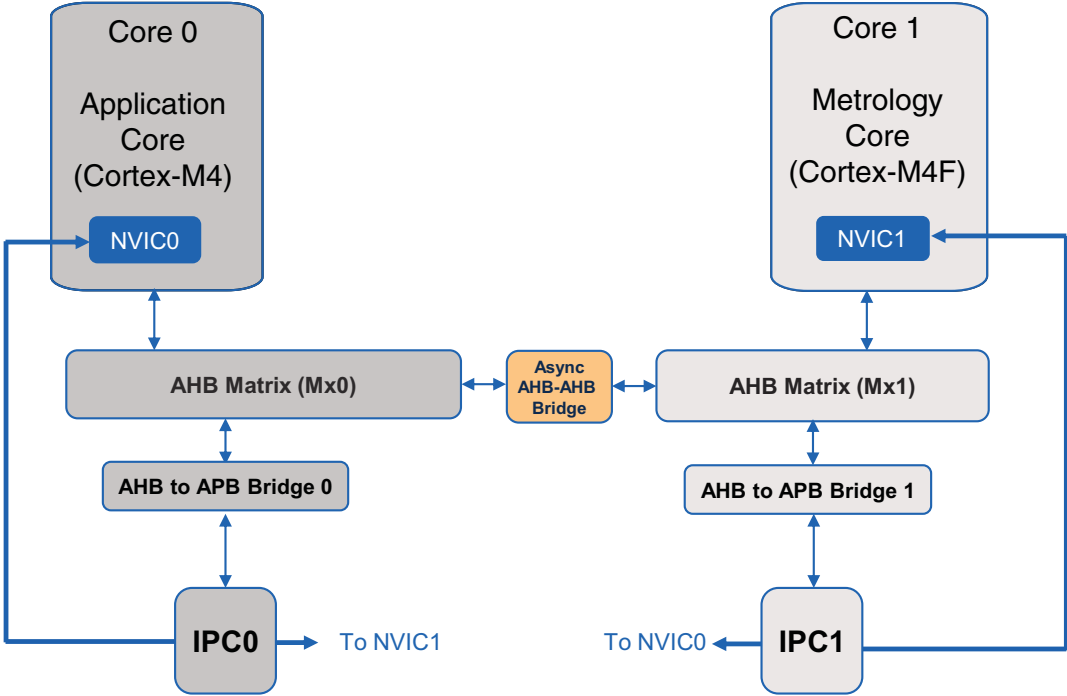 Core 0
Application
Core
(Cortex-M4)
NVIC0
Core 1
Metrology
Core
(Cortex-M4F)
NVIC1
AHB Matrix (Mx0)
Async
AHB-AHB
Bridge
AHB Matrix (Mx1)
AHB to APB Bridge 0
AHB to APB Bridge 1
IPC0
To NVIC1
To NVIC0
IPC1